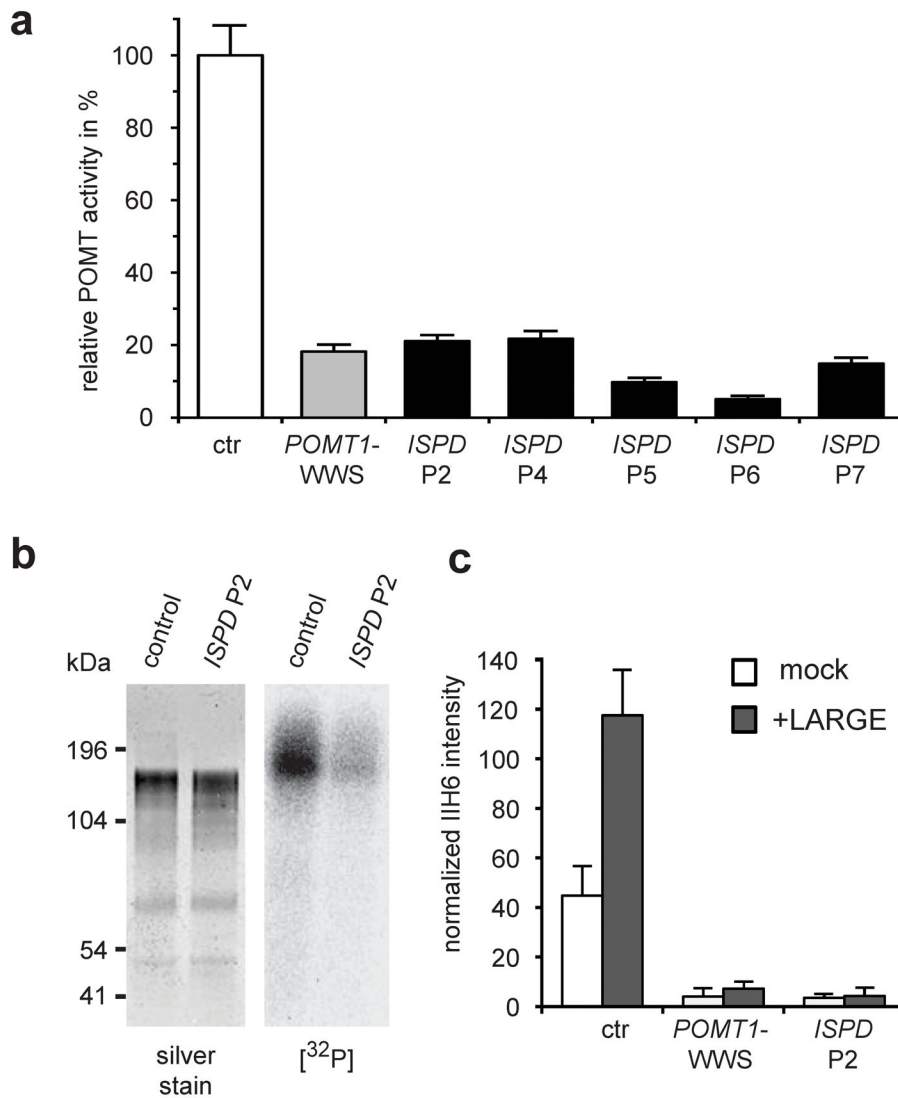 a
relative POMT activity in %
100
80
60
40
20
0
ctr
POMT1-
WWS
ISPD
P2
ISPD
P4
ISPD
P5
ISPD
P6
ISPD
P7
b
kDa
control
ISPD P2
control
ISPD P2
196
104
54
41
silver
stain
[³²P]
c
normalized IIH6 intensity
140
120
100
80
60
40
20
0
mock
+LARGE
ctr
POMT1-
WWS
ISPD
P2